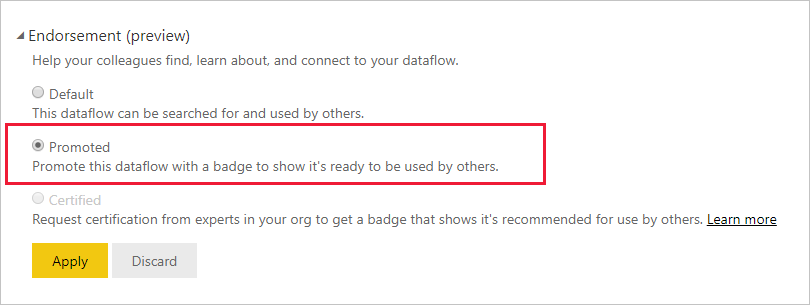 Endorsement (preview)
Help your colleagues find, learn about, and connect to your dataflow.
Default
This dataflow can be searched for and used by others.
Promoted
Promote this dataflow with a badge to show it's ready to be used by others.
Certified
Request certification from experts in your org to get a badge that shows it's recommended for use by others. Learn more
Apply Discard